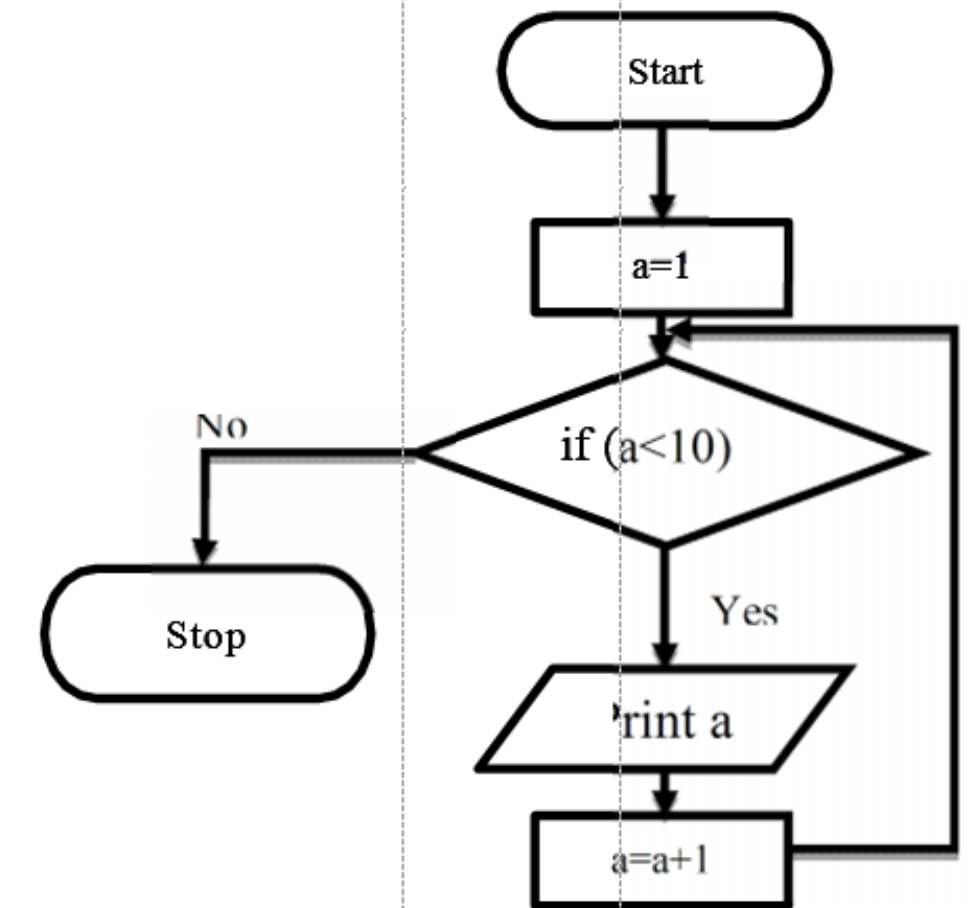 Start
a=1
if (a<10)
No
Yes
Stop
rint a
a=a+1